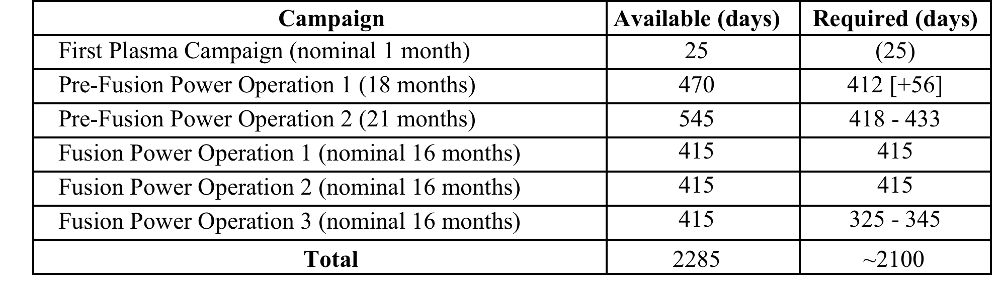 Campaign Available (days) Required (days)
First Plasma Campaign (nominal 1 month) 25 (25)
Pre-Fusion Power Operation 1 (18 months) 470 412 [+56]
Pre-Fusion Power Operation 2 (21 months) 545 418 - 433
Fusion Power Operation 1 (nominal 16 months) 415 415
Fusion Power Operation 2 (nominal 16 months) 415 415
Fusion Power Operation 3 (nominal 16 months) 415 325 - 345
Total 2285 ~2100